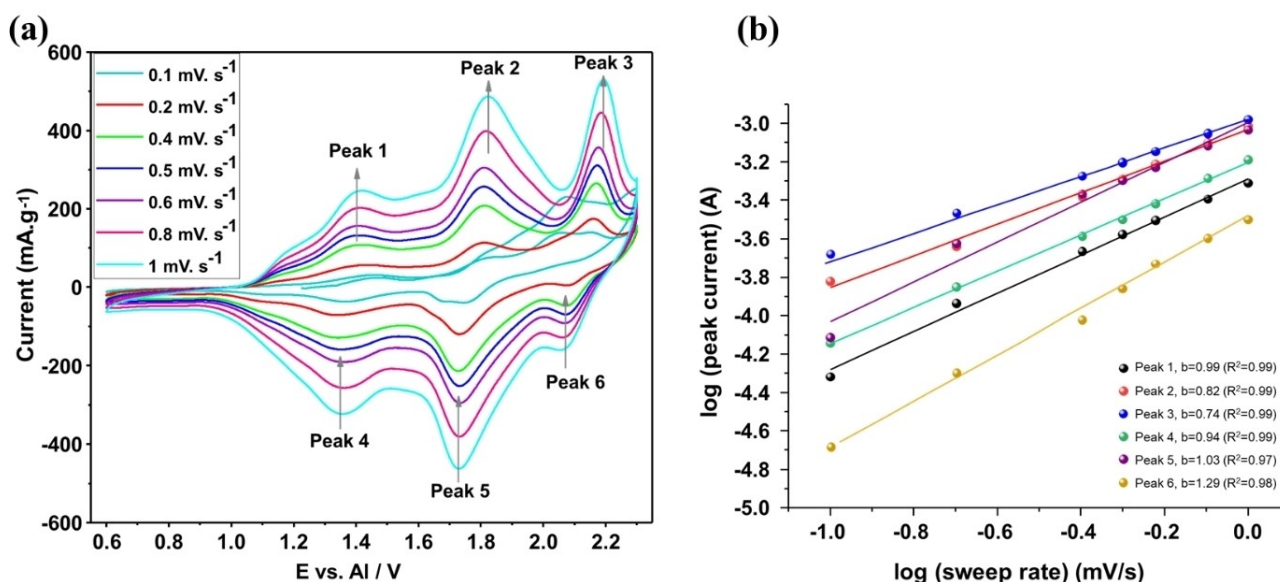 (a)
600
400
200
0
-200
-400
-600
Current (mA.g⁻¹)
0.1 mV. s⁻¹
0.2 mV. s⁻¹
0.4 mV. s⁻¹
0.5 mV. s⁻¹
0.6 mV. s⁻¹
0.8 mV. s⁻¹
1 mV. s⁻¹
Peak 1
Peak 2
Peak 3
Peak 4
Peak 5
Peak 6
0.6 0.8 1.0 1.2 1.4 1.6 1.8 2.0 2.2
E vs. Al / V
(b)
-3.0
-3.2
-3.4
-3.6
-3.8
-4.0
-4.2
-4.4
-4.6
-4.8
-5.0
log (peak current) (A)
Peak 1, b=0.99 (R²=0.99)
Peak 2, b=0.82 (R²=0.99)
Peak 3, b=0.74 (R²=0.99)
Peak 4, b=0.94 (R²=0.99)
Peak 5, b=1.03 (R²=0.97)
Peak 6, b=1.29 (R²=0.98)
-1.0 -0.8 -0.6 -0.4 -0.2 0.0
log (sweep rate) (mV/s)